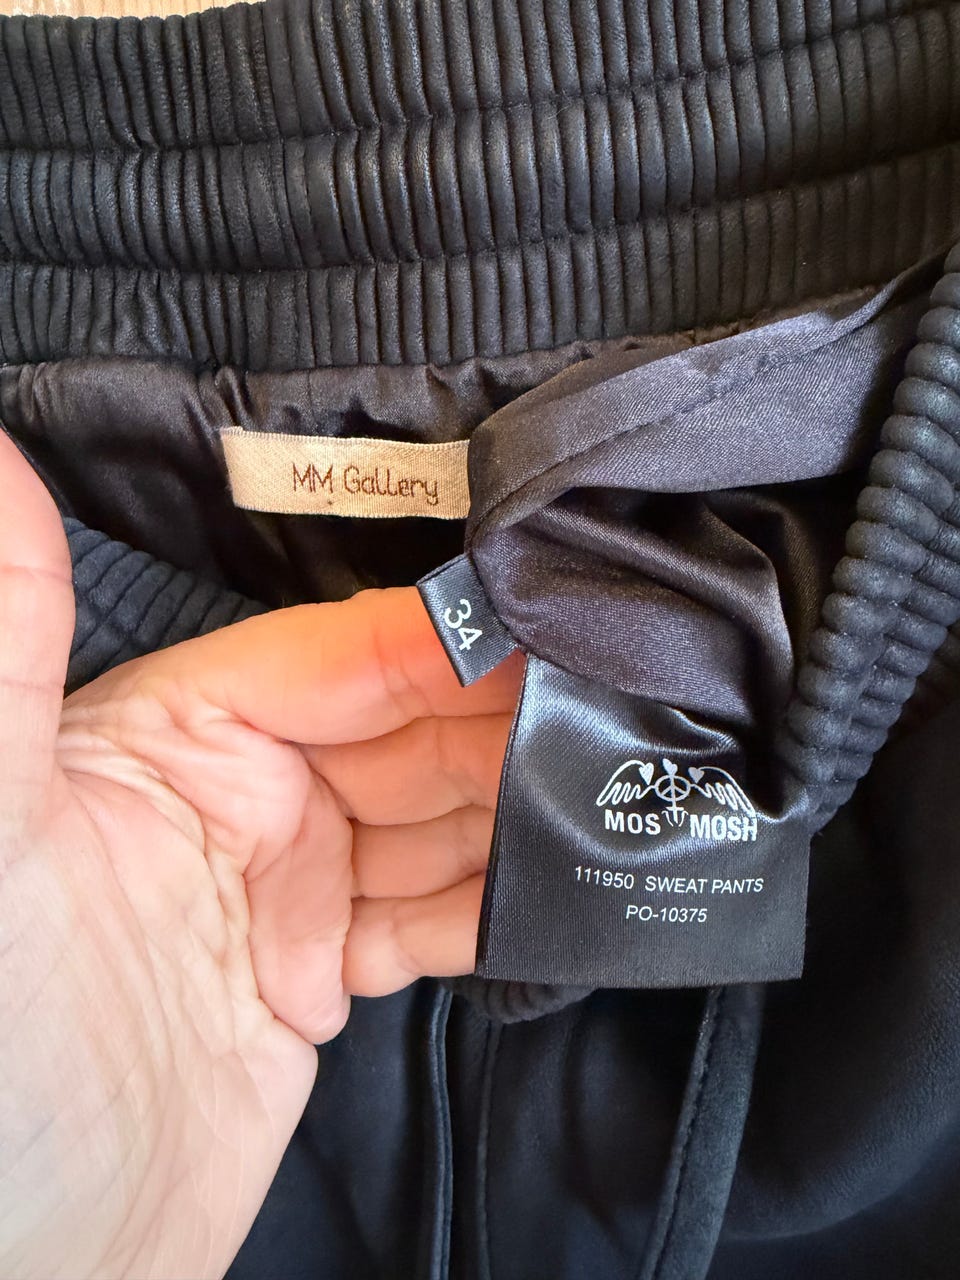 MM Gallery
34
MOS MOSH
111950 SWEAT PANTS
PO-10375